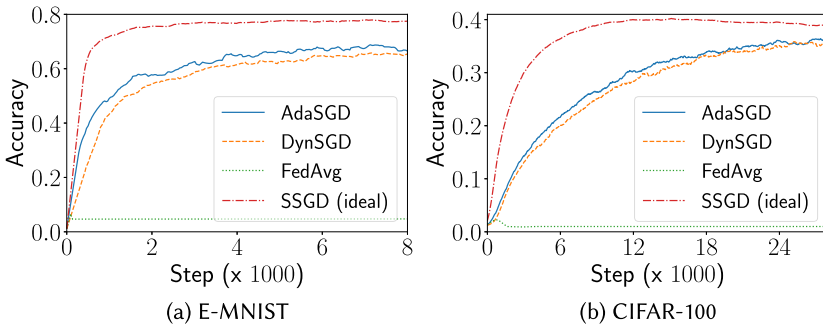 0.8
0.6
0.4
0.2
0.0
Accuracy
0 2 4 6 8
Step (x 1000)
AdaSGD
DynSGD
FedAvg
SSGD (ideal)
(a) E-MNIST
0.4
0.3
0.2
0.1
0.0
Accuracy
0 6 12 18 24
Step (x 1000)
AdaSGD
DynSGD
FedAvg
SSGD (ideal)
(b) CIFAR-100